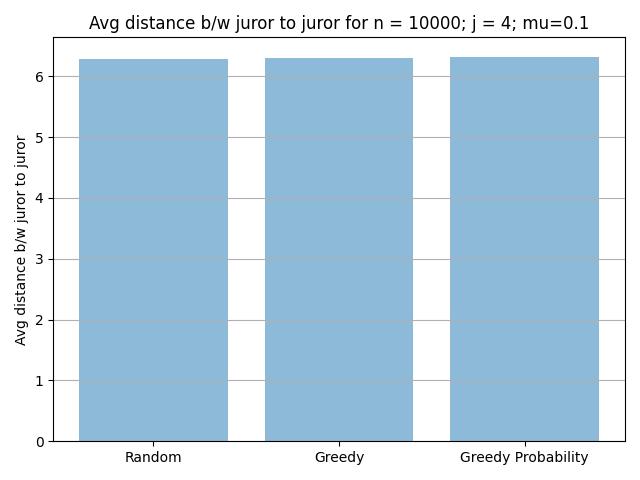 Avg distance b/w juror to juror for n = 10000; j = 4; mu=0.1
Avg distance b/w juror to juror
6
5
4
3
2
1
0
Random
Greedy
Greedy Probability